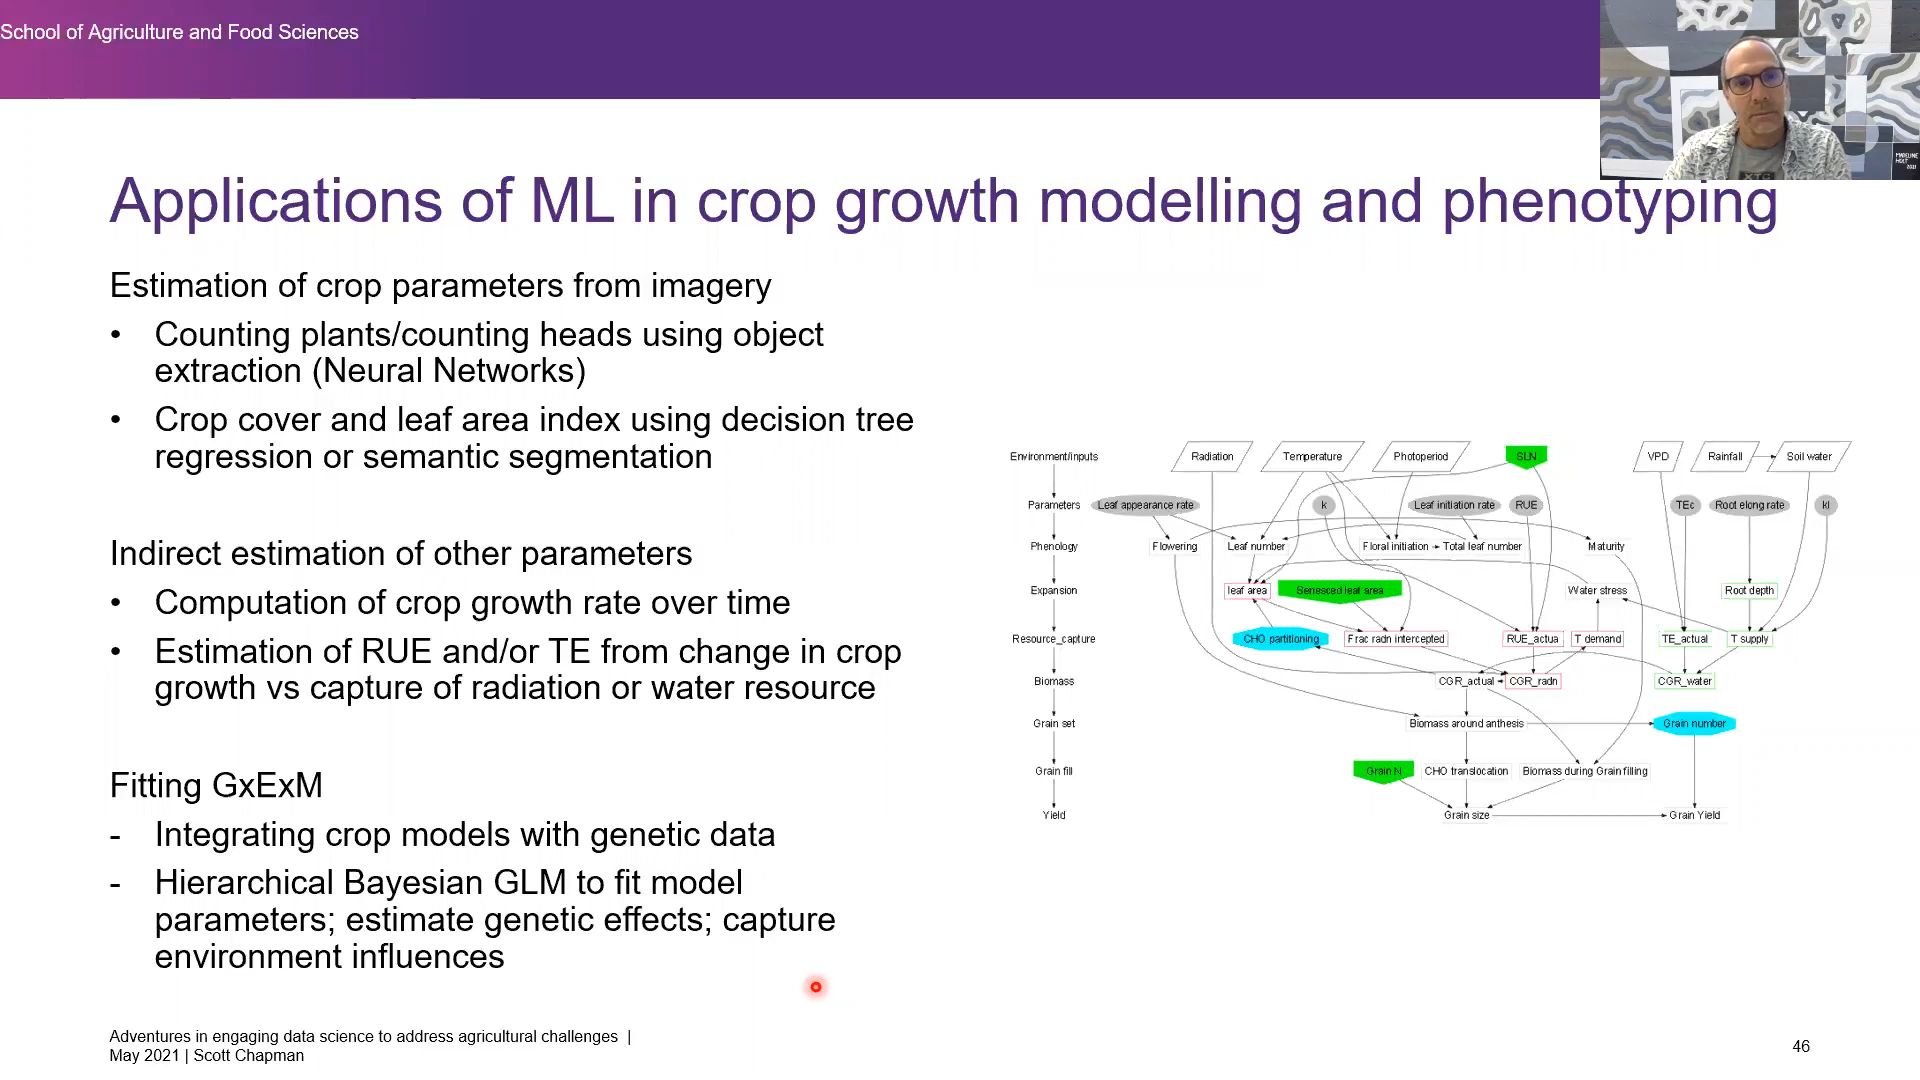 School of Agriculture and Food Sciences
MADELINE
HOLT
2021
XTC
Applications of ML in crop growth modelling and phenotyping
Estimation of crop parameters from imagery
• Counting plants/counting heads using object
extraction (Neural Networks)
• Crop cover and leaf area index using decision tree
regression or semantic segmentation
Indirect estimation of other parameters
• Computation of crop growth rate over time
• Estimation of RUE and/or TE from change in crop
growth vs capture of radiation or water resource
Fitting GxExM
- Integrating crop models with genetic data
- Hierarchical Bayesian GLM to fit model
parameters; estimate genetic effects; capture
environment influences
Environment/inputs Radiation Temperature Photoperiod SLN VPD Rainfall Soil water
Parameters Leaf appearance rate k Leaf initiation rate RUE TEc Root elong rate kl
Phenology Flowering Leaf number Floral initiation Total leaf number Maturity
Expansion leaf area Senesced leaf area Water stress Root depth
Resource_capture CHO partitioning Frac radn intercepted RUE_actua T demand TE_actual T supply
Biomass CGR_actual CGR_radn CGR_water
Grain set Biomass around anthesis Grain number
Grain fill Grain N CHO translocation Biomass during Grain filling
Yield Grain size Grain Yield
Adventures in engaging data science to address agricultural challenges |
May 2021 | Scott Chapman
46